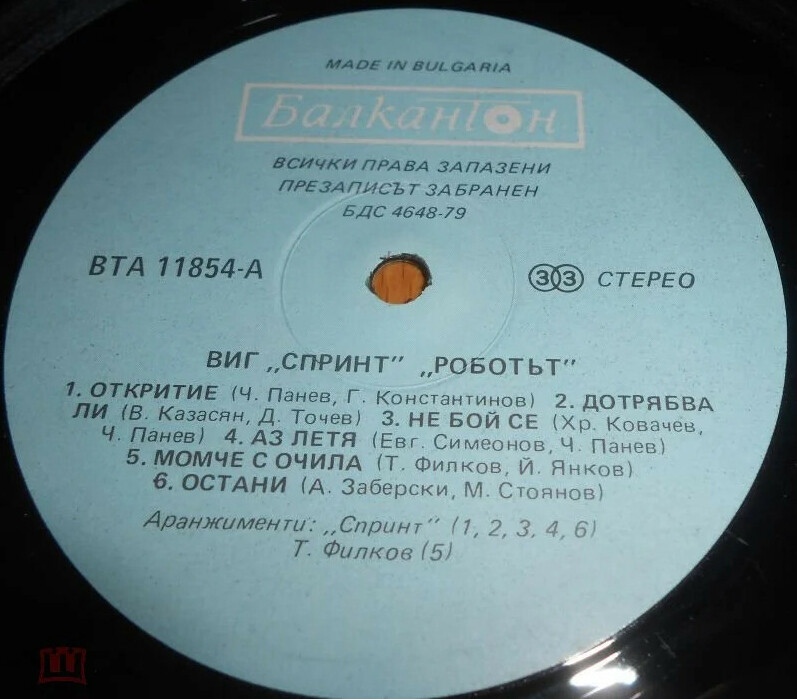 MADE IN BULGARIA
Балкантон
ВСИЧКИ ПРАВА ЗАПАЗЕНИ
ПРЕЗАПИСЪТ ЗАБРАНЕН
БДС 4648-79
ВТА 11854-А
33 СТЕРЕО
ВИГ „СПРИНТ” „РОБОТЪТ”
1. ОТКРИТИЕ (Ч. Панев, Г. Константинов) 2. ДОТРЯБВА
ЛИ (В. Казасян, Д. Точев) 3. НЕ БОЙ СЕ (Хр. Ковачев,
Ч. Панев) 4. АЗ ЛЕТЯ (Евг. Симеонов, Ч. Панев)
5. МОМЧЕ С ОЧИЛА (Т. Филков, Й. Янков)
6. ОСТАНИ (А. Заберски, М. Стоянов)
Аранжименти: „Спринт” (1, 2, 3, 4, 6)
Т. Филков (5)